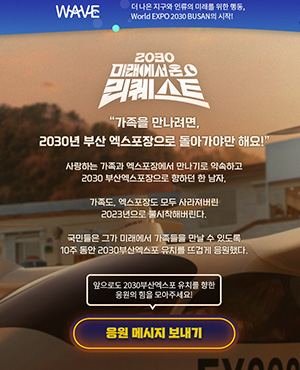 WAVE
더 나은 지구와 인류의 미래를 위한 행동,
World EXPO 2030 BUSAN의 시작!
2030
미래에서 온
리퀘스트
“가족을 만나려면,
2030년 부산 엑스포장으로 돌아가야만 해요!”
사랑하는 가족과 엑스포장에서 만나기로 약속하고
2030 부산엑스포장으로 향하던 한 남자,
가족도, 엑스포장도 모두 사라져버린
2023년으로 불시착해버린다.
국민들은 그가 미래에서 가족들을 만날 수 있도록
10주 동안 2030부산엑스포 유치를 뜨겁게 응원했다.
앞으로도 2030부산엑스포 유치를 향한
응원의 힘을 모아주세요!
응원 메시지 보내기